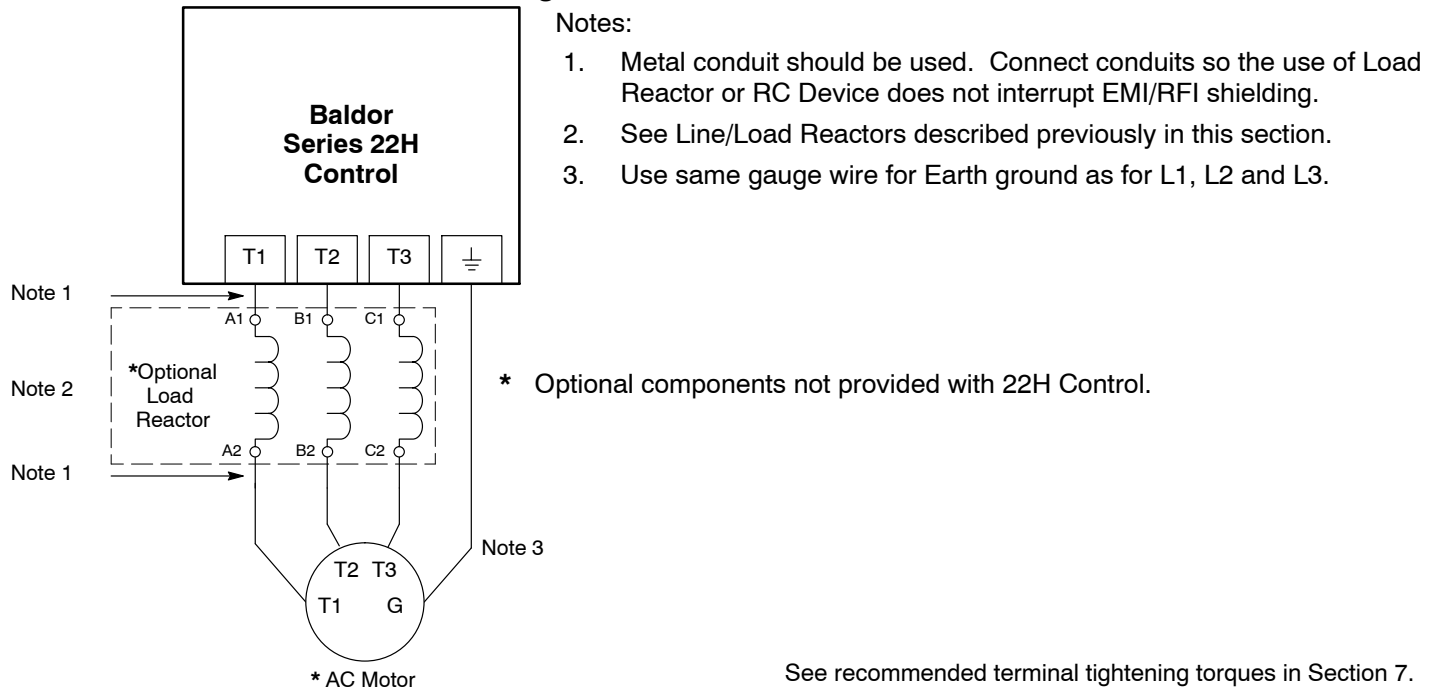 Notes:
1. Metal conduit should be used. Connect conduits so the use of Load
Reactor or RC Device does not interrupt EMI/RFI shielding.
2. See Line/Load Reactors described previously in this section.
3. Use same gauge wire for Earth ground as for L1, L2 and L3.
Baldor
Series 22H
Control
T1 T2 T3
Note 1
A1 B1 C1
*Optional
Load
Reactor
Note 2
* Optional components not provided with 22H Control.
A2 B2 C2
Note 1
Note 3
T2 T3
T1 G
* AC Motor
See recommended terminal tightening torques in Section 7.